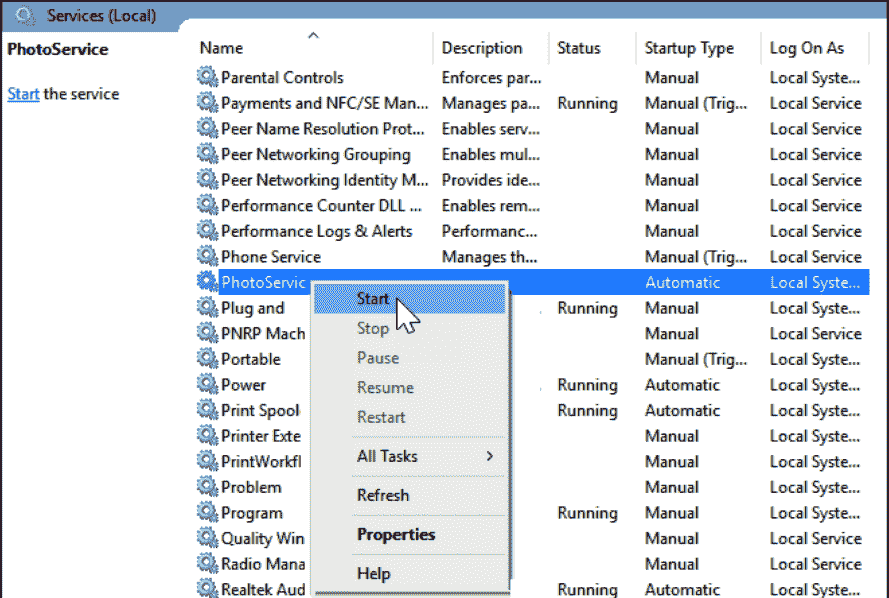 Services (Local)
PhotoService
Start the service
Name Description Status Startup Type Log On As
Parental Controls Enforces par... Manual Local Syste...
Payments and NFC/SE Man... Manages pa... Running Manual (Trig... Local Service
Peer Name Resolution Prot... Enables serv... Manual Local Service
Peer Networking Grouping Enables mul... Manual Local Service
Peer Networking Identity M... Provides ide... Manual Local Service
Performance Counter DLL ... Enables rem... Manual Local Service
Performance Logs & Alerts Performanc... Manual Local Service
Phone Service Manages th... Manual (Trig... Local Service
PhotoServic Automatic Local Syste...
Plug and Running Manual Local Syste...
PNRP Mach Manual Local Service
Portable Manual (Trig... Local Syste...
Power Running Automatic Local Syste...
Print Spool Running Automatic Local Syste...
Printer Exte Manual Local Syste...
PrintWorkfl Manual Local Syste...
Problem Manual Local Syste...
Program Running Manual Local Syste...
Quality Win Manual Local Service
Radio Mana Manual Local Service
Realtek Aud Running Automatic Local Syste...
Start
Stop
Pause
Resume
Restart
All Tasks
Refresh
Properties
Help